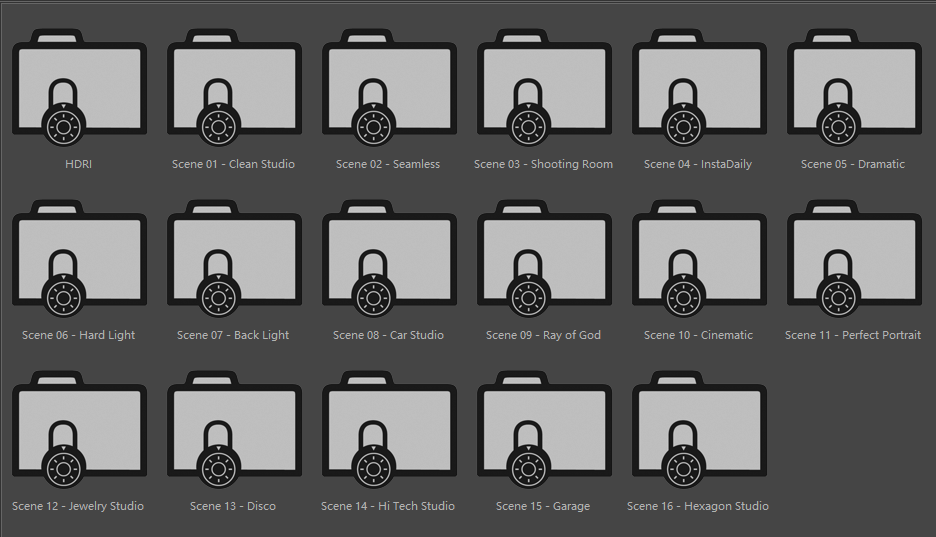 HDRI
Scene 01 - Clean Studio
Scene 02 - Seamless
Scene 03 - Shooting Room
Scene 04 - InstaDaily
Scene 05 - Dramatic
Scene 06 - Hard Light
Scene 07 - Back Light
Scene 08 - Car Studio
Scene 09 - Ray of God
Scene 10 - Cinematic
Scene 11 - Perfect Portrait
Scene 12 - Jewelry Studio
Scene 13 - Disco
Scene 14 - Hi Tech Studio
Scene 15 - Garage
Scene 16 - Hexagon Studio